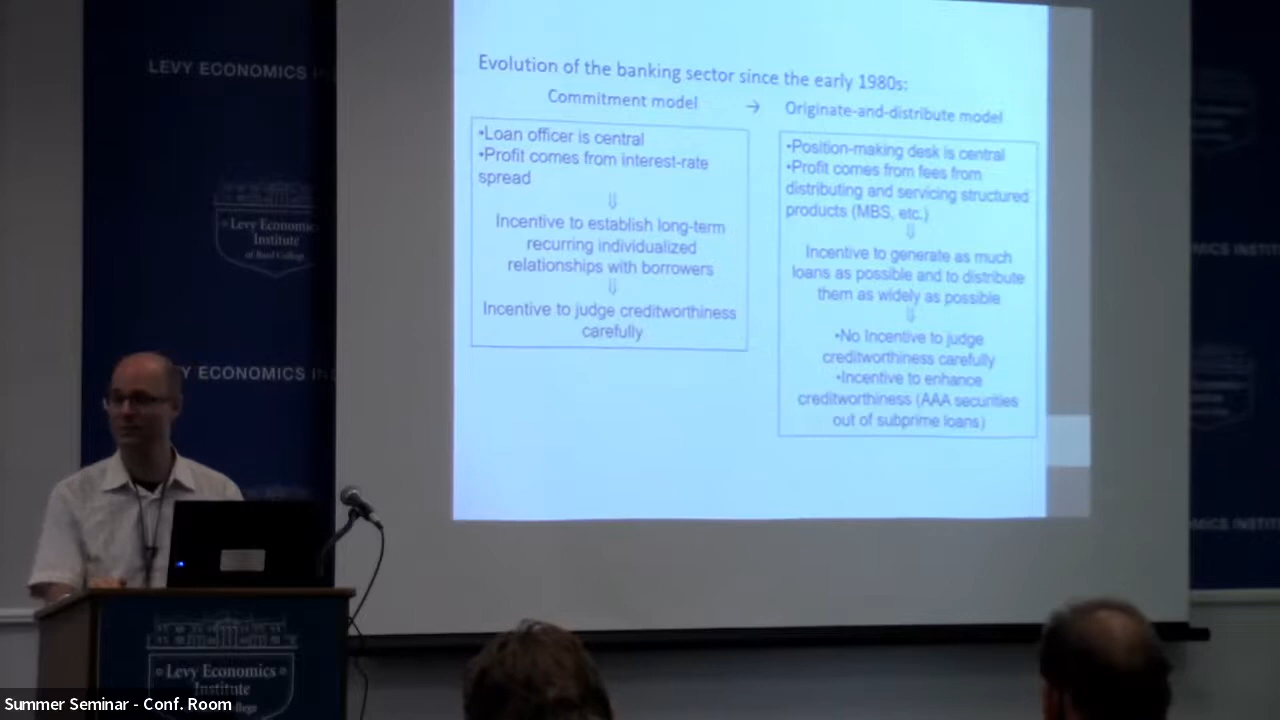 LEVY ECONOMICS
Evolution of the banking sector since the early 1980s:
Commitment model → Originate-and-distribute model
•Loan officer is central
•Profit comes from interest-rate
spread
⇓
Incentive to establish long-term
recurring individualized
relationships with borrowers
⇓
Incentive to judge creditworthiness
carefully
•Position-making desk is central
•Profit comes from fees from
distributing and servicing structured
products (MBS, etc.)
⇓
Incentive to generate as much
loans as possible and to distribute
them as widely as possible
⇓
•No Incentive to judge
creditworthiness carefully
•Incentive to enhance
creditworthiness (AAA securities
out of subprime loans)
Levy Economics
Institute
of Bard College
ECONOMICS
Levy Economics
Institute
Summer Seminar - Conf. Room